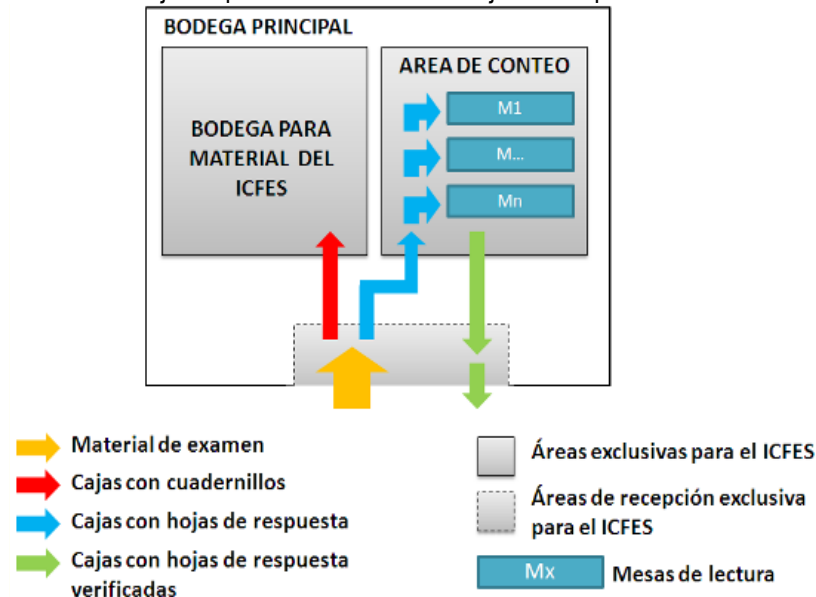 BODEGA PRINCIPAL
BODEGA PARA
MATERIAL DEL
ICFES
AREA DE CONTEO
M1
M...
Mn
Material de examen
Cajas con cuadernillos
Cajas con hojas de respuesta
Cajas con hojas de respuesta
verificadas
Áreas exclusivas para el ICFES
Áreas de recepción exclusiva
para el ICFES
Mx
Mesas de lectura